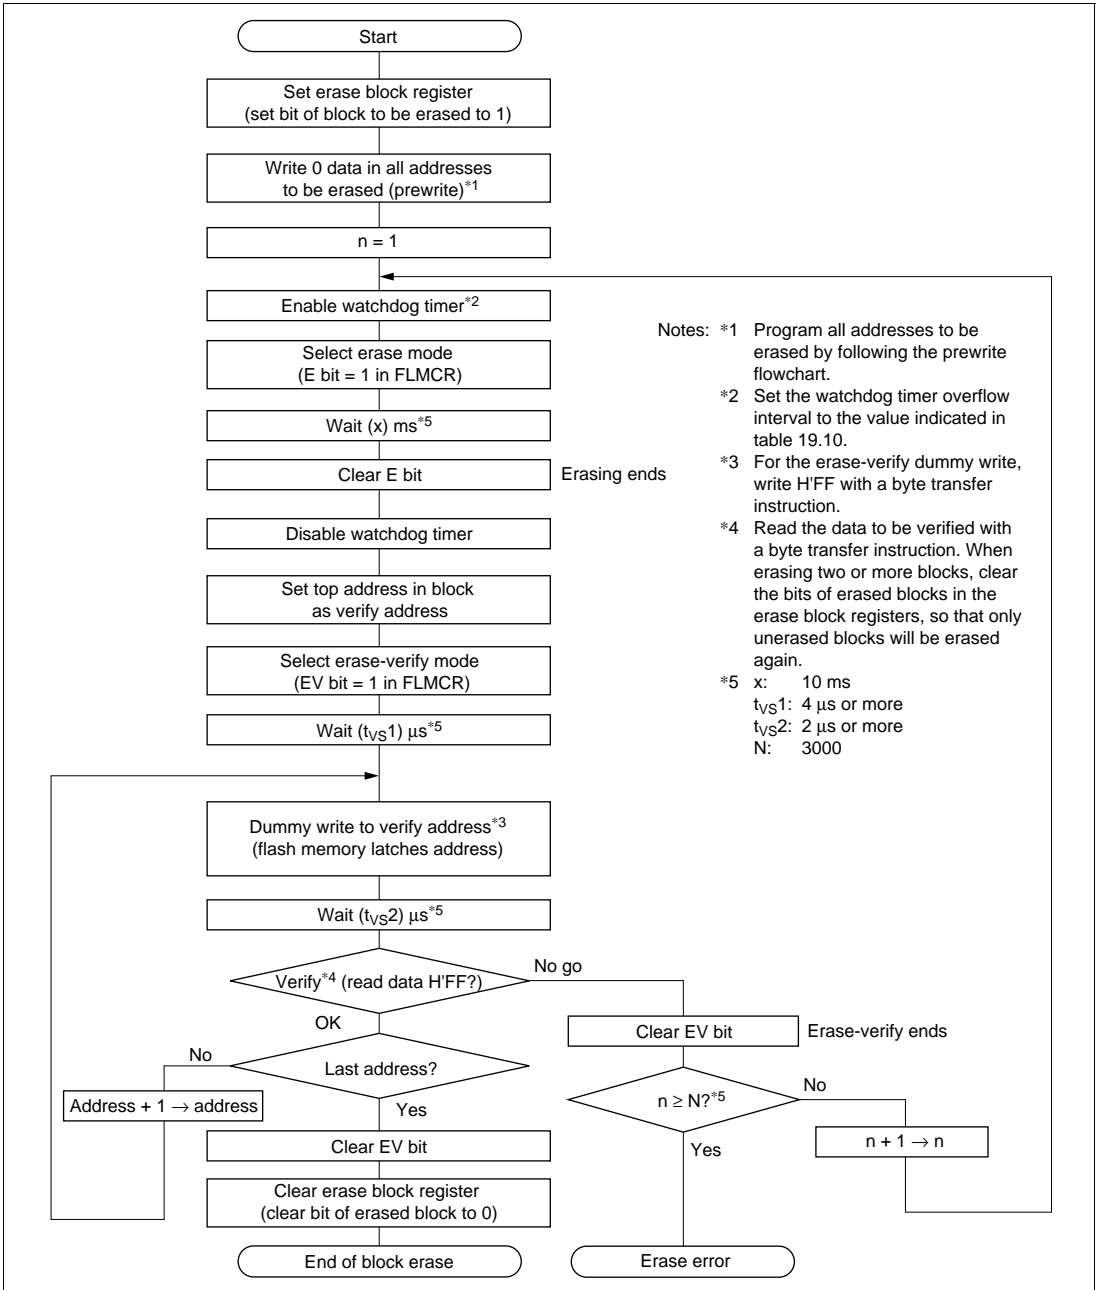 Start
Set erase block register
(set bit of block to be erased to 1)
Write 0 data in all addresses
to be erased (prewrite)*1
n = 1
Enable watchdog timer*2
Select erase mode
(E bit = 1 in FLMCR)
Wait (x) ms*5
Clear E bit
Erasing ends
Disable watchdog timer
Set top address in block
as verify address
Select erase-verify mode
(EV bit = 1 in FLMCR)
Wait (tVS1) μs*5
Dummy write to verify address*3
(flash memory latches address)
Wait (tVS2) μs*5
Verify*4 (read data H'FF?)
No go
OK
Last address?
No
Address + 1 → address
Yes
Clear EV bit
Clear erase block register
(clear bit of erased block to 0)
End of block erase
Clear EV bit
Erase-verify ends
n ≥ N?*5
No
n + 1 → n
Yes
Erase error
Notes: *1 Program all addresses to be
erased by following the prewrite
flowchart.
*2 Set the watchdog timer overflow
interval to the value indicated in
table 19.10.
*3 For the erase-verify dummy write,
write H'FF with a byte transfer
instruction.
*4 Read the data to be verified with
a byte transfer instruction. When
erasing two or more blocks, clear
the bits of erased blocks in the
erase block registers, so that only
unerased blocks will be erased
again.
*5 x: 10 ms
tVS1: 4 μs or more
tVS2: 2 μs or more
N: 3000